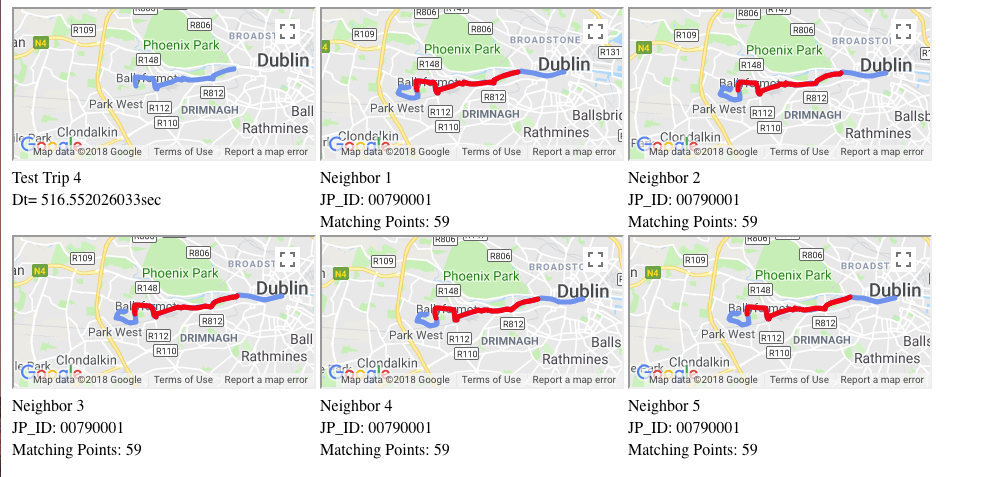 R806
R109
N4
an
BROADST
Phoenix Park
R148
Dublin
Park West
R112
R812
DRIMNAGH
Ball
R110
Rathmines
Clondalkin
Google
Map data ©2018 Google Terms of Use Report a map error
R806
R147
R806
R109
BROADSTONE
R131
Phoenix Park
R148
Dublin
Park West
R112
R812
DRIMNAGH
Ballsbri
R110
Rathmines
Clondalkin
Google
Map data ©2018 Google Terms of Use Report a map error
R806
R147
R109
R806
N4
BROADSTO
Phoenix Park
R148
Dublin
Park West
R112
R812
DRIMNAGH
Ballsb
R110
Rathmines
Clondalkin
Google
Map data ©2018 Google Terms of Use Report a map error
Test Trip 4
Dt= 516.552026033sec
Neighbor 1
JP_ID: 00790001
Matching Points: 59
Neighbor 2
JP_ID: 00790001
Matching Points: 59
R806
R109
an
N4
BROADST
Phoenix Park
R148
Dublin
Park West
R112
R812
DRIMNAGH
Ball
R110
Rathmines
Clondalkin
Park
Google
Map data ©2018 Google Terms of Use Report a map error
R806
R109
R806
N4
BROADSTO
Phoenix Park
R148
Dublin
Park West
R112
R812
DRIMNAGH
Balls
R110
Rathmines
Clondalkin
Google
Map data ©2018 Google Terms of Use Report a map error
R806
R109
R806
N4
BROADST
Phoenix Park
R148
Dublin
Park West
R112
R812
DRIMNAGH
Balls
R110
Rathmines
Clondalkin
Google
Map data ©2018 Google Terms of Use Report a map error
Neighbor 3
JP_ID: 00790001
Matching Points: 59
Neighbor 4
JP_ID: 00790001
Matching Points: 59
Neighbor 5
JP_ID: 00790001
Matching Points: 59